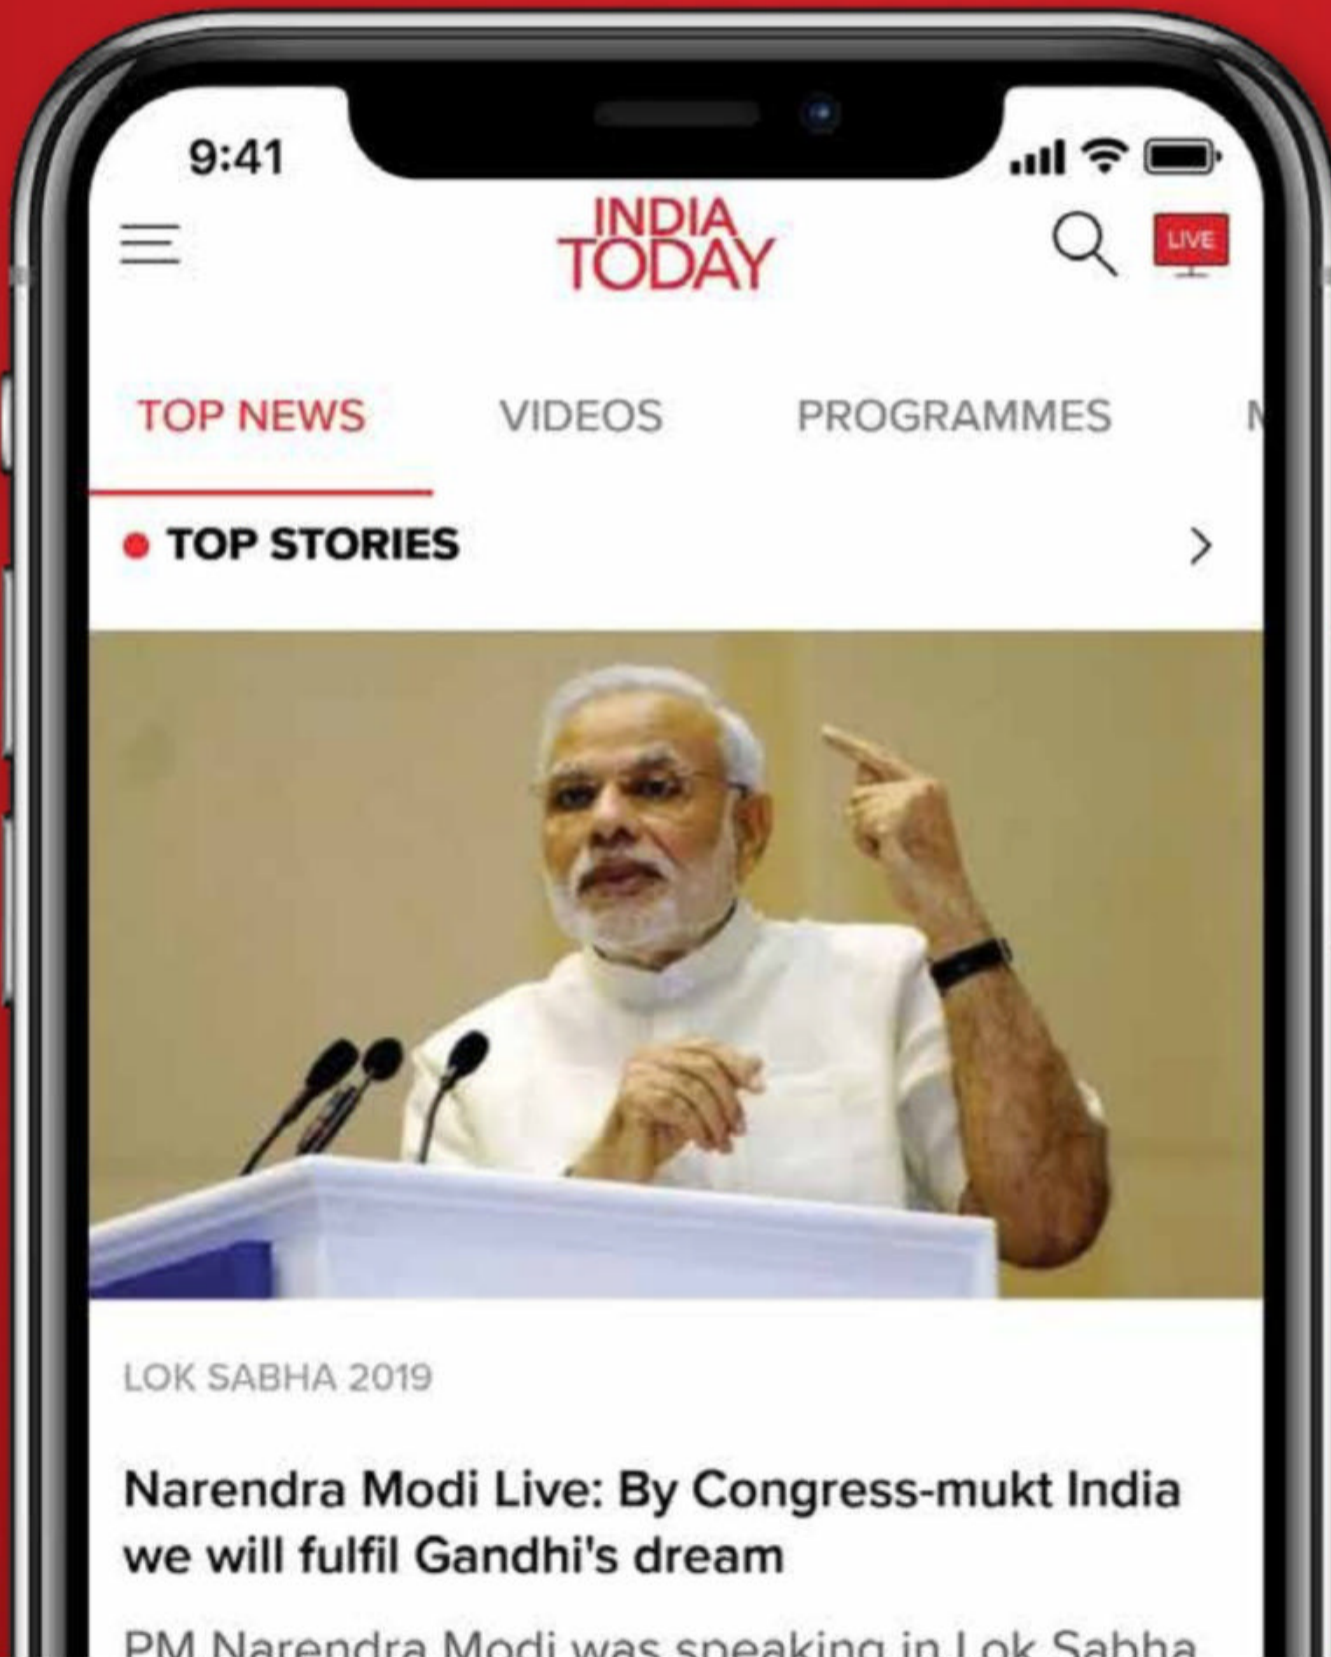 9:41
INDIA
TODAY
LIVE
TOP NEWS VIDEOS PROGRAMMES
TOP STORIES
LOK SABHA 2019
Narendra Modi Live: By Congress-mukt India
we will fulfil Gandhi's dream
PM Narendra Modi was speaking in Lok Sabha